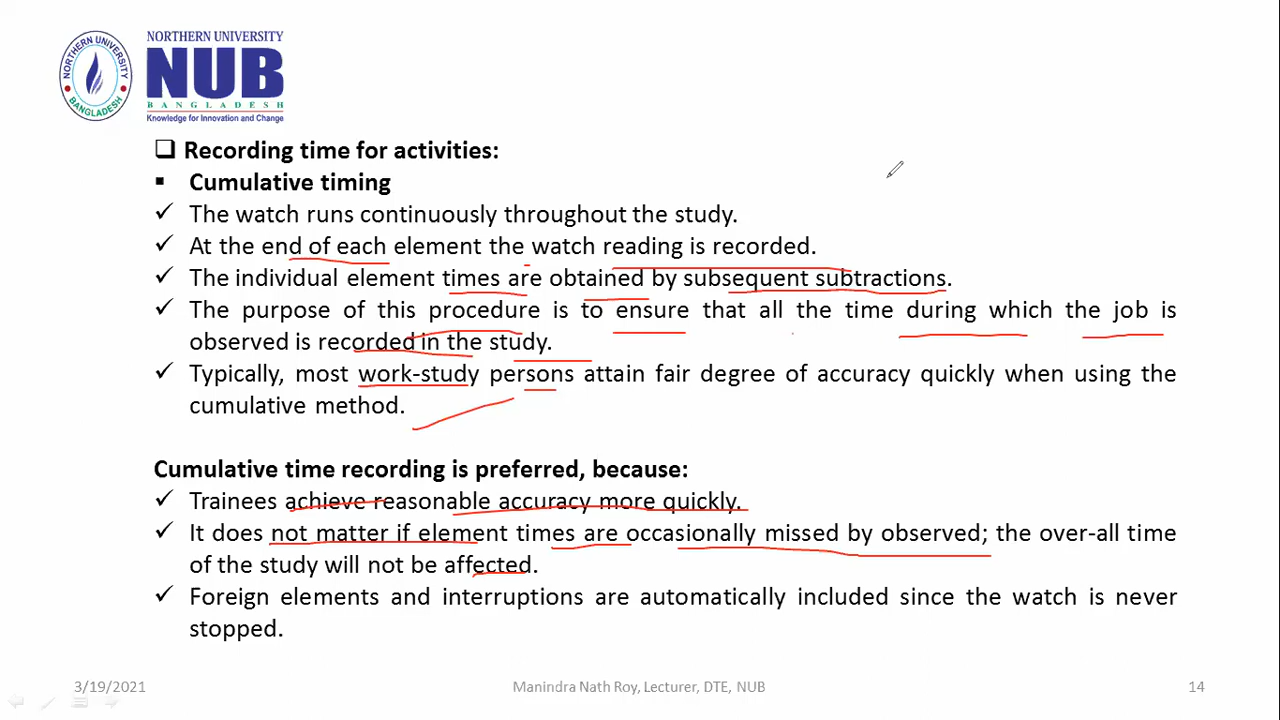 NORTHERN UNIVERSITY
BANGLADESH
NORTHERN UNIVERSITY
NUB
BANGLADESH
Knowledge for Innovation and Change
Recording time for activities:
Cumulative timing
The watch runs continuously throughout the study.
At the end of each element the watch reading is recorded.
The individual element times are obtained by subsequent subtractions.
The purpose of this procedure is to ensure that all the time during which the job is
observed is recorded in the study.
Typically, most work-study persons attain fair degree of accuracy quickly when using the
cumulative method.
Cumulative time recording is preferred, because:
Trainees achieve reasonable accuracy more quickly.
It does not matter if element times are occasionally missed by observed; the over-all time
of the study will not be affected.
Foreign elements and interruptions are automatically included since the watch is never
stopped.
3/19/2021
Manindra Nath Roy, Lecturer, DTE, NUB
14